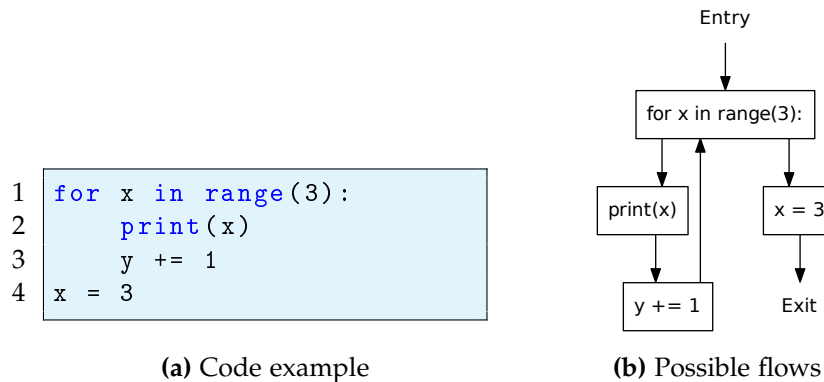 1 for x in range(3):
2     print(x)
3     y += 1
4 x = 3
(a) Code example
Entry
for x in range(3):
print(x)
x = 3
y += 1
Exit
(b) Possible flows